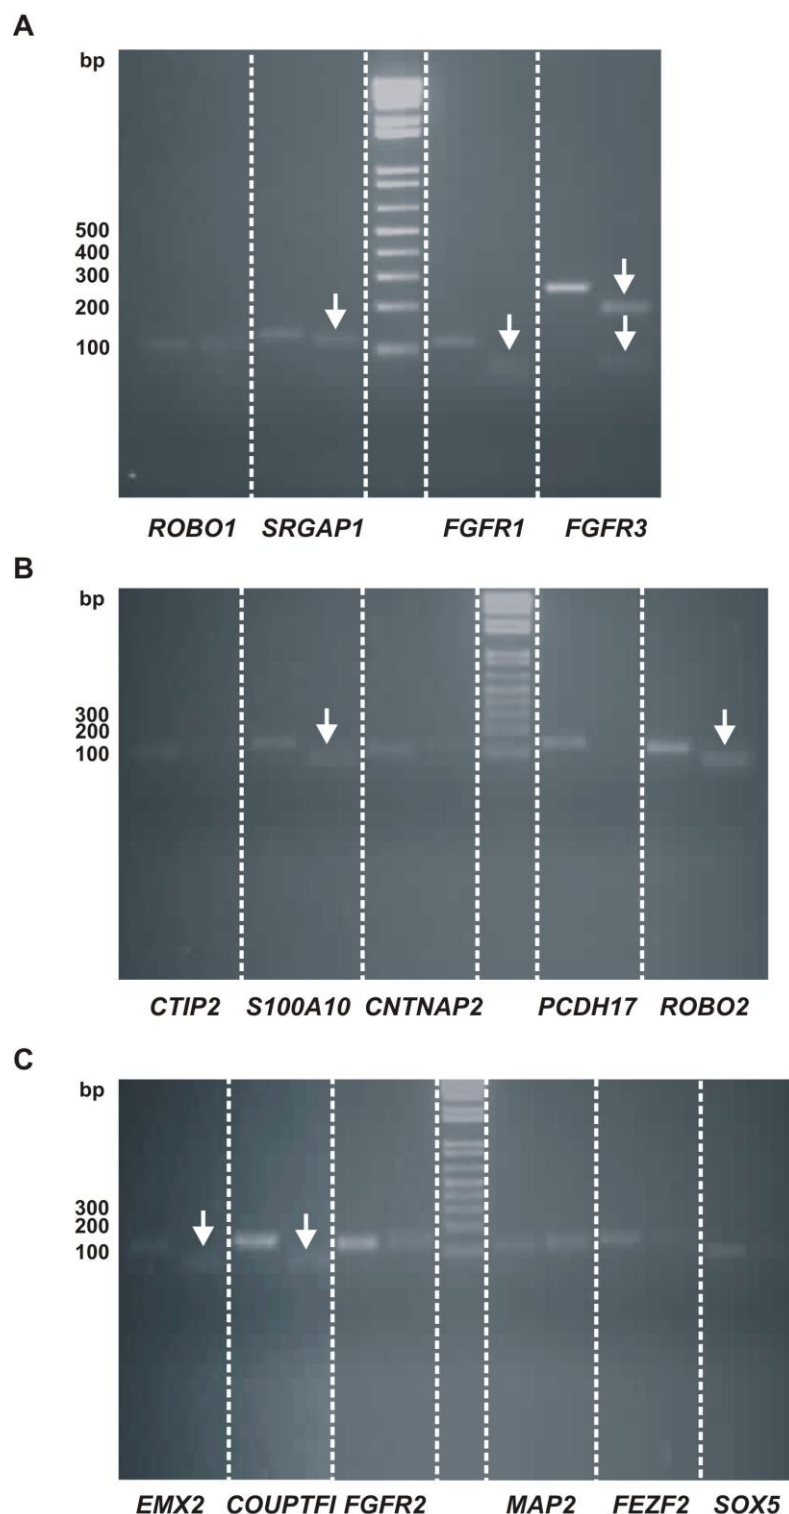 A
bp
500
400
300
200
100
ROBO1 SRGAP1 FGFR1 FGFR3
B
bp
300
200
100
CTIP2 S100A10 CNTNAP2 PCDH17 ROBO2
C
bp
300
200
100
EMX2 COUPTFI FGFR2 MAP2 FEZF2 SOX5